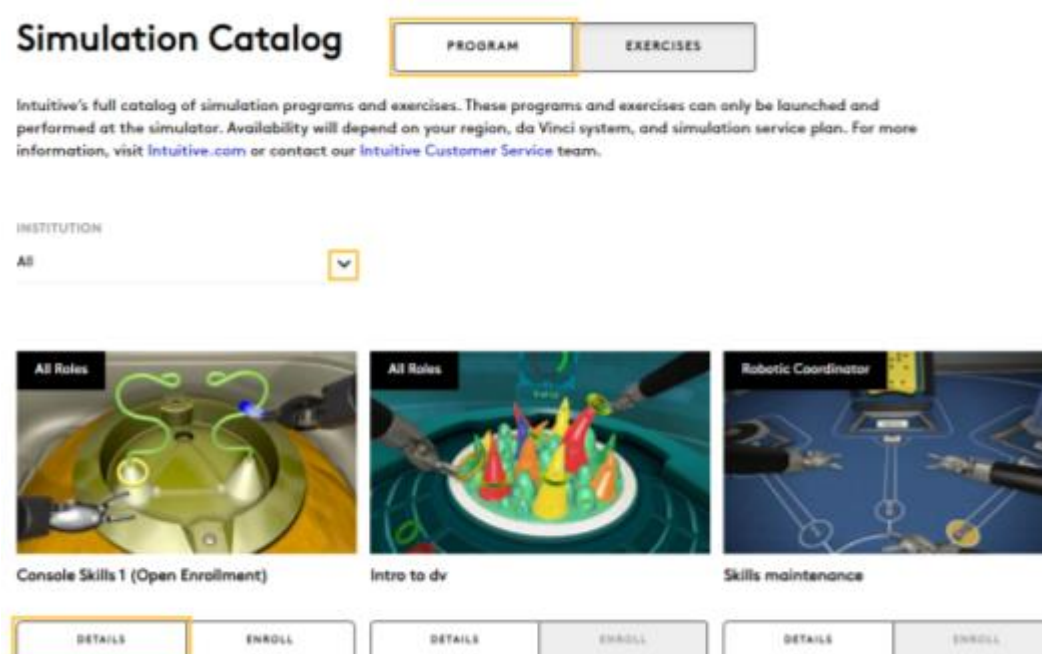 Simulation Catalog
PROGRAM
EXERCISES
Intuitive's full catalog of simulation programs and exercises. These programs and exercises can only be launched and
performed at the simulator. Availability will depend on your region, da Vinci system, and simulation service plan. For more
information, visit Intuitive.com or contact our Intuitive Customer Service team.
INSTITUTION
All
All Roles
All Roles
Robotic Coordinator
Console Skills 1 (Open Enrollment)
Intro to dv
Skills maintenance
DETAILS
ENROLL
DETAILS
ENROLL
DETAILS
ENROLL